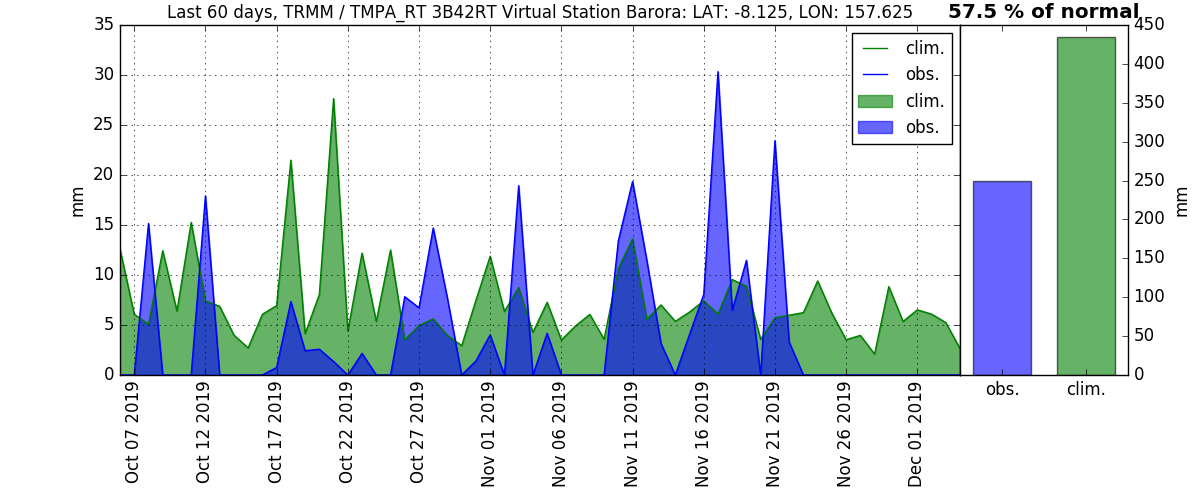 Last 60 days, TRMM / TMPA_RT 3B42RT Virtual Station Barora: LAT: -8.125, LON: 157.625
57.5 % of normal
35
30
25
20
15
10
5
0
mm
clim.
obs.
clim.
obs.
450
400
350
300
250
200
150
100
50
0
mm
Oct 07 2019
Oct 12 2019
Oct 17 2019
Oct 22 2019
Oct 27 2019
Nov 01 2019
Nov 06 2019
Nov 11 2019
Nov 16 2019
Nov 21 2019
Nov 26 2019
Dec 01 2019
obs.
clim.